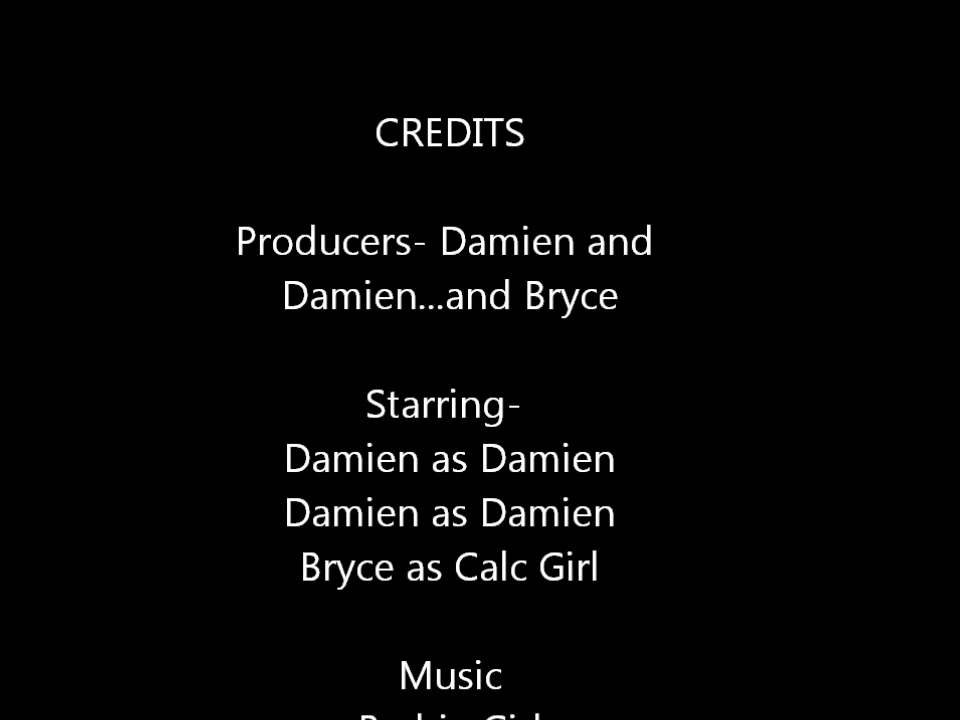 CREDITS
Producers- Damien and
Damien...and Bryce
Starring-
Damien as Damien
Damien as Damien
Bryce as Calc Girl
Music